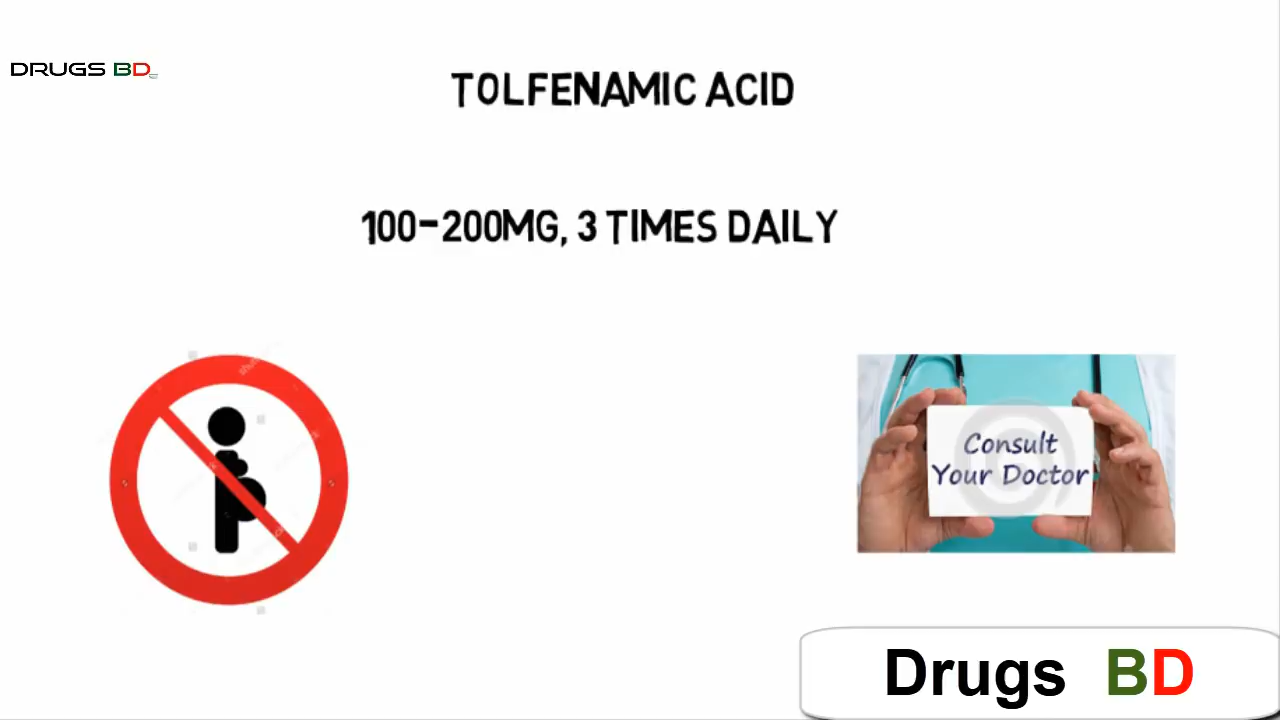 DRUGS BD
TOLFENAMIC ACID
100-200MG, 3 TIMES DAILY
Consult
Your Doctor
Drugs BD